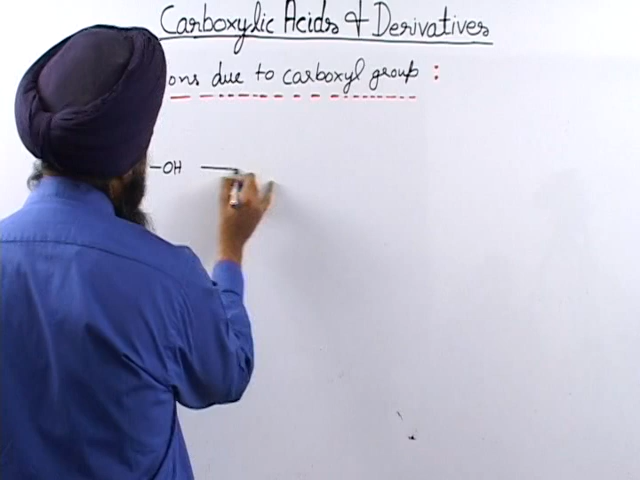 Carboxylic Acids & Derivatives
ons due to carboxyl group :
-OH